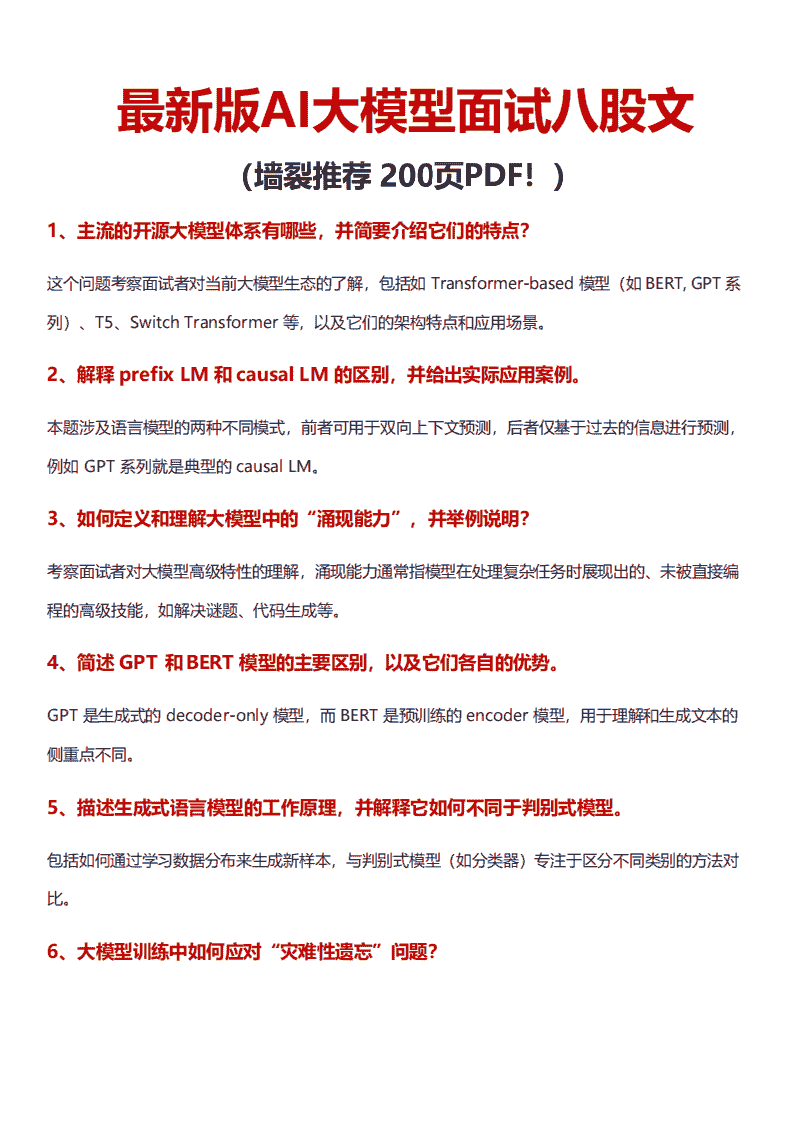 最新版AI大模型面试八股文
（墙裂推荐 200页PDF！）
1、主流的开源大模型体系有哪些，并简要介绍它们的特点？
这个问题考察面试者对当前大模型生态的了解，包括如 Transformer-based 模型（如 BERT, GPT 系
列）、T5、Switch Transformer 等，以及它们的架构特点和应用场景。
2、解释 prefix LM 和 causal LM 的区别，并给出实际应用案例。
本题涉及语言模型的两种不同模式，前者可用于双向上下文预测，后者仅基于过去的信息进行预测，
例如 GPT 系列就是典型的 causal LM。
3、如何定义和理解大模型中的“涌现能力”，并举例说明？
考察面试者对大模型高级特性的理解，涌现能力通常指模型在处理复杂任务时展现出的、未被直接编
程的高级技能，如解决谜题、代码生成等。
4、简述 GPT 和 BERT 模型的主要区别，以及它们各自的优势。
GPT 是生成式的 decoder-only 模型，而 BERT 是预训练的 encoder 模型，用于理解和生成文本的
侧重点不同。
5、描述生成式语言模型的工作原理，并解释它如何不同于判别式模型。
包括如何通过学习数据分布来生成新样本，与判别式模型（如分类器）专注于区分不同类别的方法对
比。
6、大模型训练中如何应对“灾难性遗忘”问题？